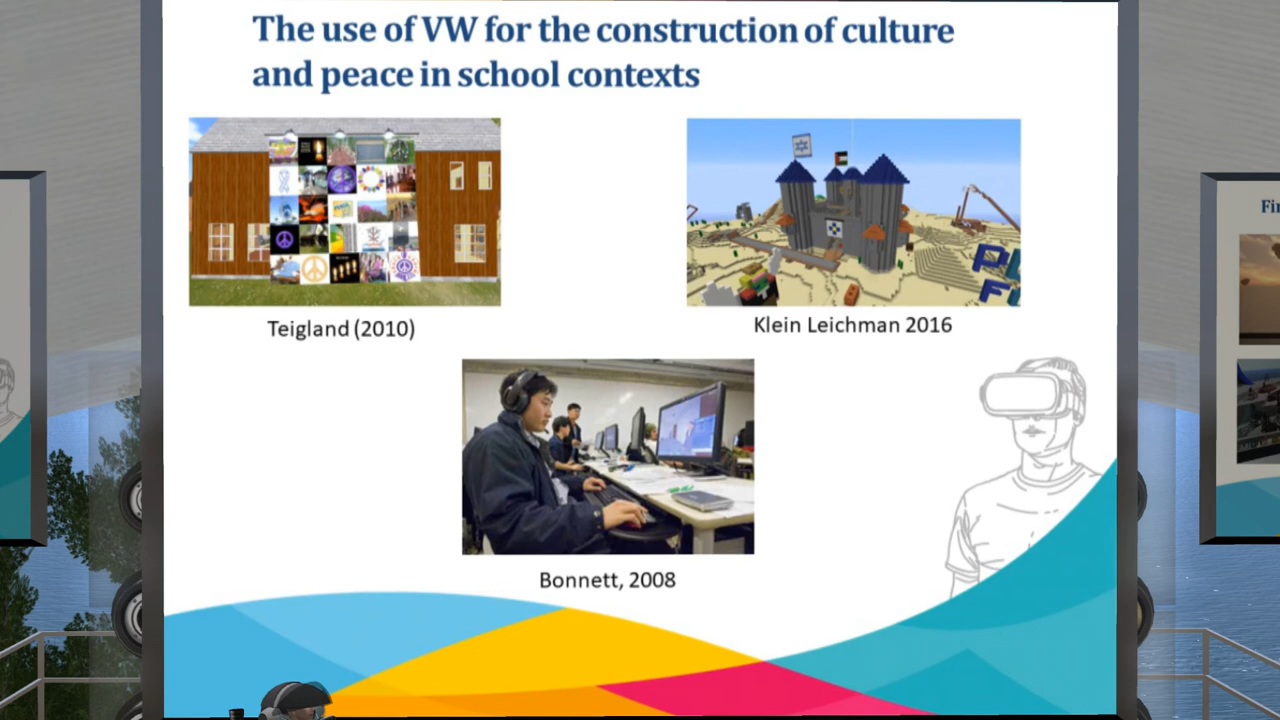 The use of VW for the construction of culture
and peace in school contexts
Teigland (2010)
Klein Leichman 2016
Bonnett, 2008